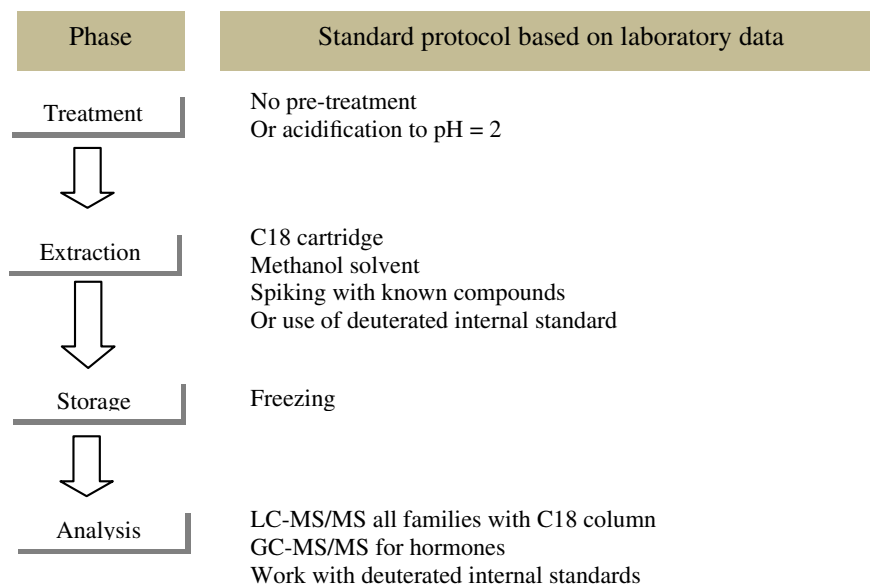 Phase
Standard protocol based on laboratory data
Treatment
No pre-treatment
Or acidification to pH = 2
Extraction
C18 cartridge
Methanol solvent
Spiking with known compounds
Or use of deuterated internal standard
Storage
Freezing
Analysis
LC-MS/MS all families with C18 column
GC-MS/MS for hormones
Work with deuterated internal standards